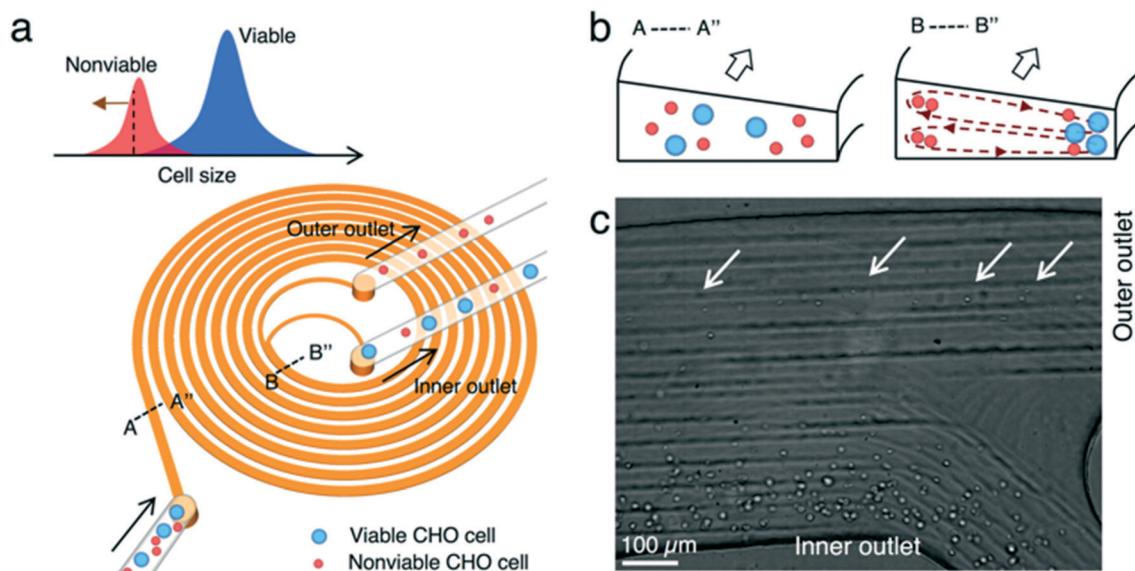 a
Viable
Nonviable
Cell size
Outer outlet
B''
B
A''
A
Inner outlet
Viable CHO cell
Nonviable CHO cell
b
A ----- A''
B ----- B''
c
Outer outlet
100 µm
Inner outlet